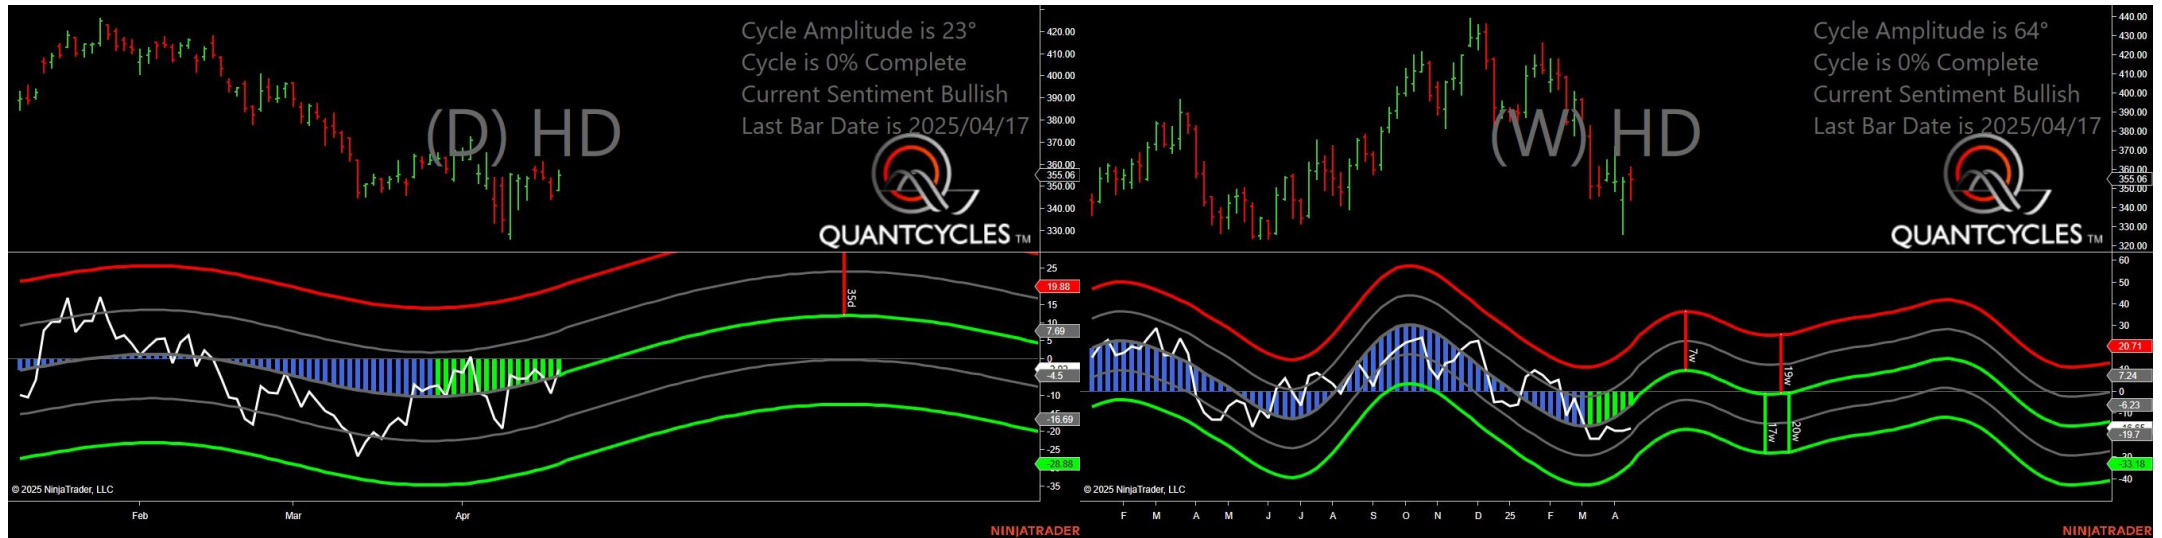 Cycle Amplitude is 23°
Cycle is 0% Complete
Current Sentiment Bullish
Last Bar Date is 2025/04/17
(D) HD
QUANTCYCLES TM
420.00
410.00
400.00
390.00
380.00
370.00
360.00
355.06
350.00
340.00
330.00
25
19.88
15
10
7.69
5
0
-4.5
-10
-16.69
-20
-25
-28.88
-35
35d
© 2025 NinjaTrader, LLC
Feb
Mar
Apr
NINJATRADER
Cycle Amplitude is 64°
Cycle is 0% Complete
Current Sentiment Bullish
Last Bar Date is 2025/04/17
(W) HD
QUANTCYCLES TM
440.00
430.00
420.00
410.00
400.00
390.00
380.00
370.00
360.00
355.06
350.00
340.00
330.00
320.00
60
50
40
30
20.71
7.24
0
-6.23
-19.7
-33.18
-40
7w
19w
17w
20w
© 2025 NinjaTrader, LLC
F
M
A
M
J
J
A
S
O
N
D
25
F
M
A
NINJATRADER